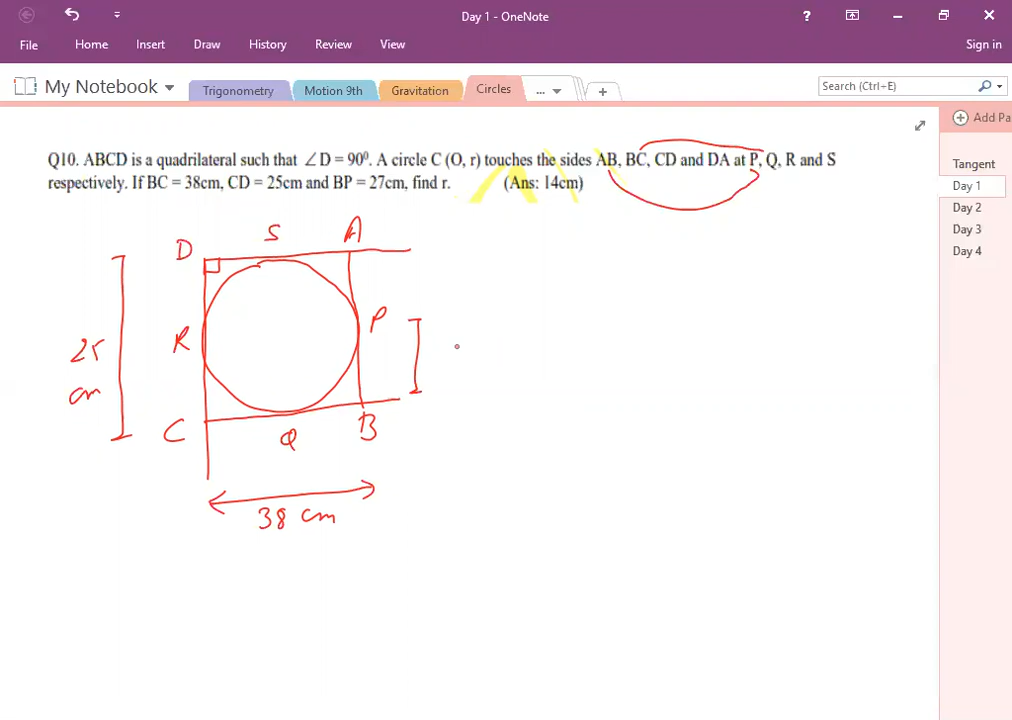 Day 1 - OneNote
?
File
Home
Insert
Draw
History
Review
View
Sign in
My Notebook
Trigonometry
Motion 9th
Gravitation
Circles
...
Search (Ctrl+E)
Add Pa
Tangent
Day 1
Day 2
Day 3
Day 4
Q10. ABCD is a quadrilateral such that ∠D = 90⁰. A circle C (O, r) touches the sides AB, BC, CD and DA at P, Q, R and S
respectively. If BC = 38cm, CD = 25cm and BP = 27cm, find r. (Ans: 14cm)
D S A
R P
25
cm
C Q B
38 cm